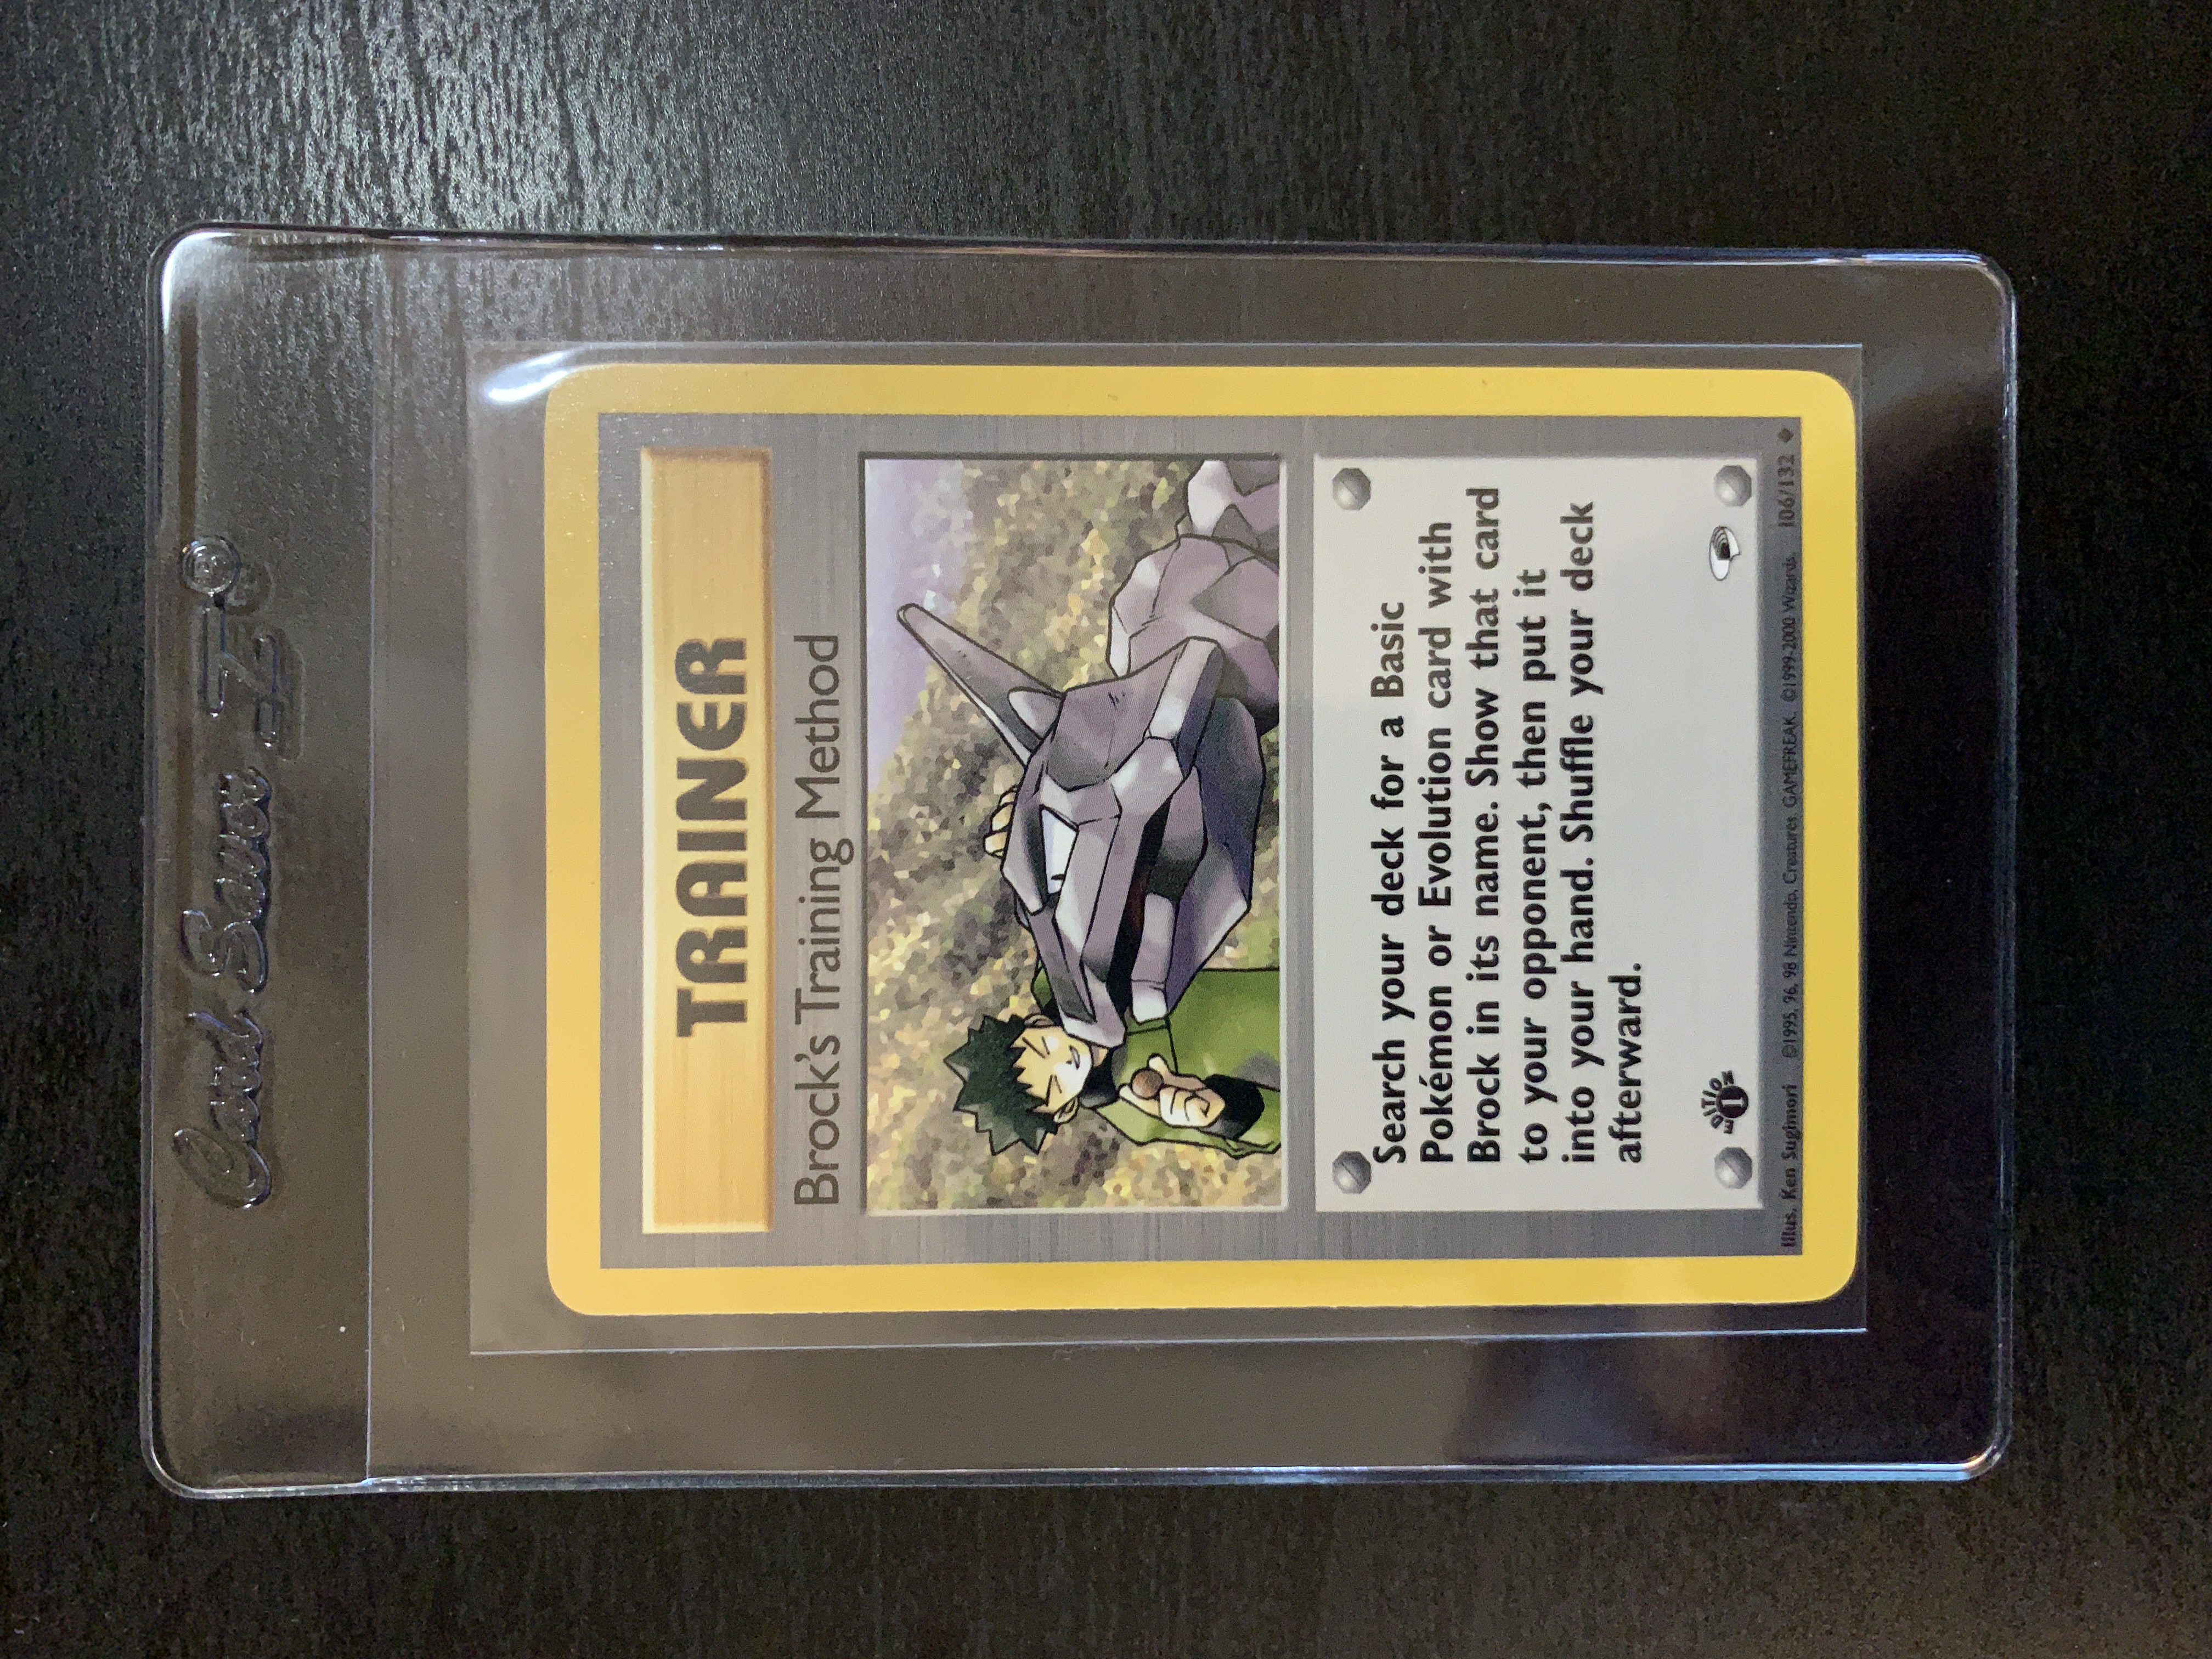 Card Saver I®
TRAINER
Brock's Training Method
Search your deck for a Basic
Pokémon or Evolution card with
Brock in its name. Show that card
to your opponent, then put it
into your hand. Shuffle your deck
afterward.
EDITION 1
Illus. Ken Sugimori ©1995, 96, 98 Nintendo, Creatures, GAMEFREAK. ©1999-2000 Wizards. 106/132